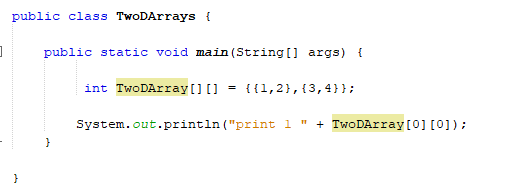 public class TwoDArrays {
public static void main(String[] args) {
int TwoDArray[][] = {{1,2},{3,4}};
System.out.println("print 1 " + TwoDArray[0][0]);
}
}